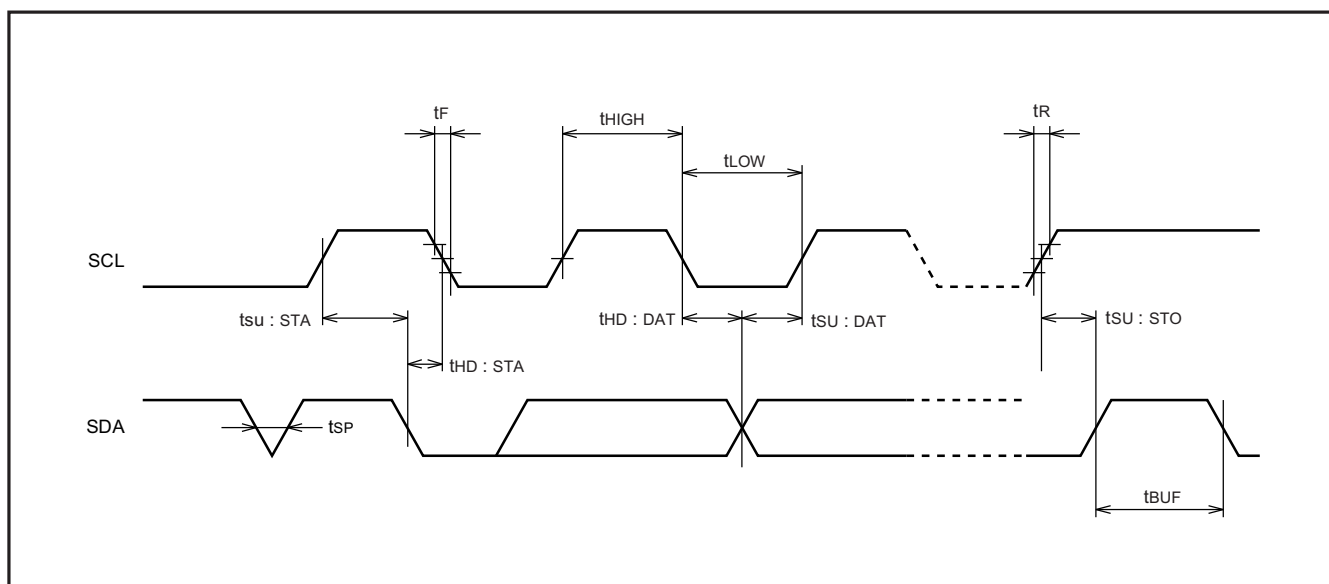 tF
tHIGH
tR
tLOW
SCL
tsu : STA
tHD : DAT
tSU : DAT
tSU : STO
tHD : STA
SDA
tSP
tBUF